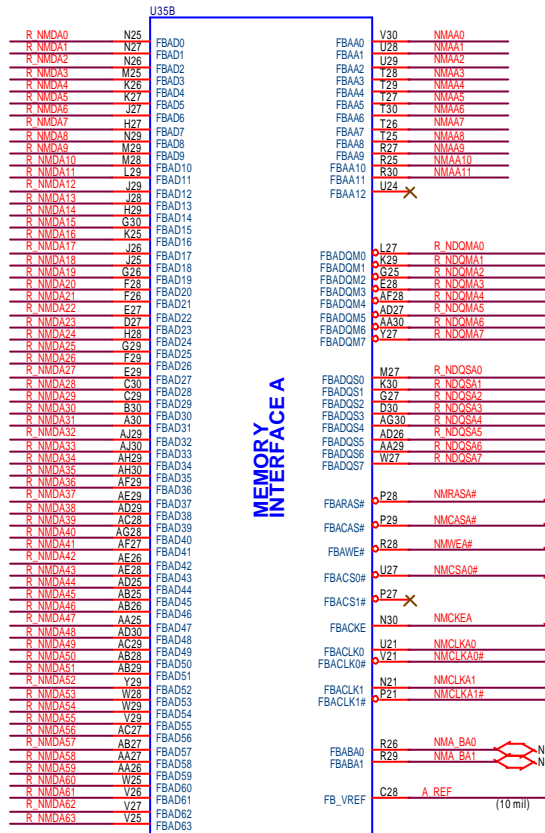 U35B
R_NMDA0 N25 FBAD0
R_NMDA1 N27 FBAD1
R_NMDA2 N26 FBAD2
R_NMDA3 M25 FBAD3
R_NMDA4 K26 FBAD4
R_NMDA5 K27 FBAD5
R_NMDA6 J27 FBAD6
R_NMDA7 H27 FBAD7
R_NMDA8 N29 FBAD8
R_NMDA9 M29 FBAD9
R_NMDA10 M28 FBAD10
R_NMDA11 L29 FBAD11
R_NMDA12 J29 FBAD12
R_NMDA13 J28 FBAD13
R_NMDA14 H29 FBAD14
R_NMDA15 G30 FBAD15
R_NMDA16 K25 FBAD16
R_NMDA17 J26 FBAD17
R_NMDA18 J25 FBAD18
R_NMDA19 G26 FBAD19
R_NMDA20 F28 FBAD20
R_NMDA21 F26 FBAD21
R_NMDA22 E27 FBAD22
R_NMDA23 D27 FBAD23
R_NMDA24 H28 FBAD24
R_NMDA25 G29 FBAD25
R_NMDA26 F29 FBAD26
R_NMDA27 E29 FBAD27
R_NMDA28 C30 FBAD28
R_NMDA29 C29 FBAD29
R_NMDA30 B30 FBAD30
R_NMDA31 A30 FBAD31
R_NMDA32 AJ29 FBAD32
R_NMDA33 AJ30 FBAD33
R_NMDA34 AH29 FBAD34
R_NMDA35 AH30 FBAD35
R_NMDA36 AF29 FBAD36
R_NMDA37 AE29 FBAD37
R_NMDA38 AD29 FBAD38
R_NMDA39 AC28 FBAD39
R_NMDA40 AG28 FBAD40
R_NMDA41 AF27 FBAD41
R_NMDA42 AE26 FBAD42
R_NMDA43 AE28 FBAD43
R_NMDA44 AD25 FBAD44
R_NMDA45 AB25 FBAD45
R_NMDA46 AB26 FBAD46
R_NMDA47 AA25 FBAD47
R_NMDA48 AD30 FBAD48
R_NMDA49 AC29 FBAD49
R_NMDA50 AB28 FBAD50
R_NMDA51 AB29 FBAD51
R_NMDA52 Y29 FBAD52
R_NMDA53 W28 FBAD53
R_NMDA54 W29 FBAD54
R_NMDA55 V29 FBAD55
R_NMDA56 AC27 FBAD56
R_NMDA57 AB27 FBAD57
R_NMDA58 AA27 FBAD58
R_NMDA59 AA26 FBAD59
R_NMDA60 W25 FBAD60
R_NMDA61 V26 FBAD61
R_NMDA62 V27 FBAD62
R_NMDA63 V25 FBAD63
MEMORY
INTERFACE A
FBAA0 V30 NMAA0
FBAA1 U28 NMAA1
FBAA2 U29 NMAA2
FBAA3 T28 NMAA3
FBAA4 T29 NMAA4
FBAA5 T27 NMAA5
FBAA6 T30 NMAA6
FBAA7 T26 NMAA7
FBAA8 T25 NMAA8
FBAA9 R27 NMAA9
FBAA10 R25 NMAA10
FBAA11 R30 NMAA11
FBAA12 U24
FBADQM0 L27 R_NDQMA0
FBADQM1 K29 R_NDQMA1
FBADQM2 G25 R_NDQMA2
FBADQM3 E28 R_NDQMA3
FBADQM4 AF28 R_NDQMA4
FBADQM5 AD27 R_NDQMA5
FBADQM6 AA30 R_NDQMA6
FBADQM7 Y27 R_NDQMA7
FBADQS0 M27 R_NDQSA0
FBADQS1 K30 R_NDQSA1
FBADQS2 G27 R_NDQSA2
FBADQS3 D30 R_NDQSA3
FBADQS4 AG30 R_NDQSA4
FBADQS5 AD26 R_NDQSA5
FBADQS6 AA29 R_NDQSA6
FBADQS7 W27 R_NDQSA7
FBARAS# P28 NMRASA#
FBACAS# P29 NMCASA#
FBAWE# R28 NMWEA#
FBACS0# U27 NMCSA0#
FBACS1# P27
FBACKE N30 NMCKEA
FBACLK0 U21 NMCLKA0
FBACLK0# V21 NMCLKA0#
FBACLK1 N21 NMCLKA1
FBACLK1# P21 NMCLKA1#
FBABA0 R26 NMA_BA0 N
FBABA1 R29 NMA_BA1 N
FB_VREF C28 A_REF
(10 mil)